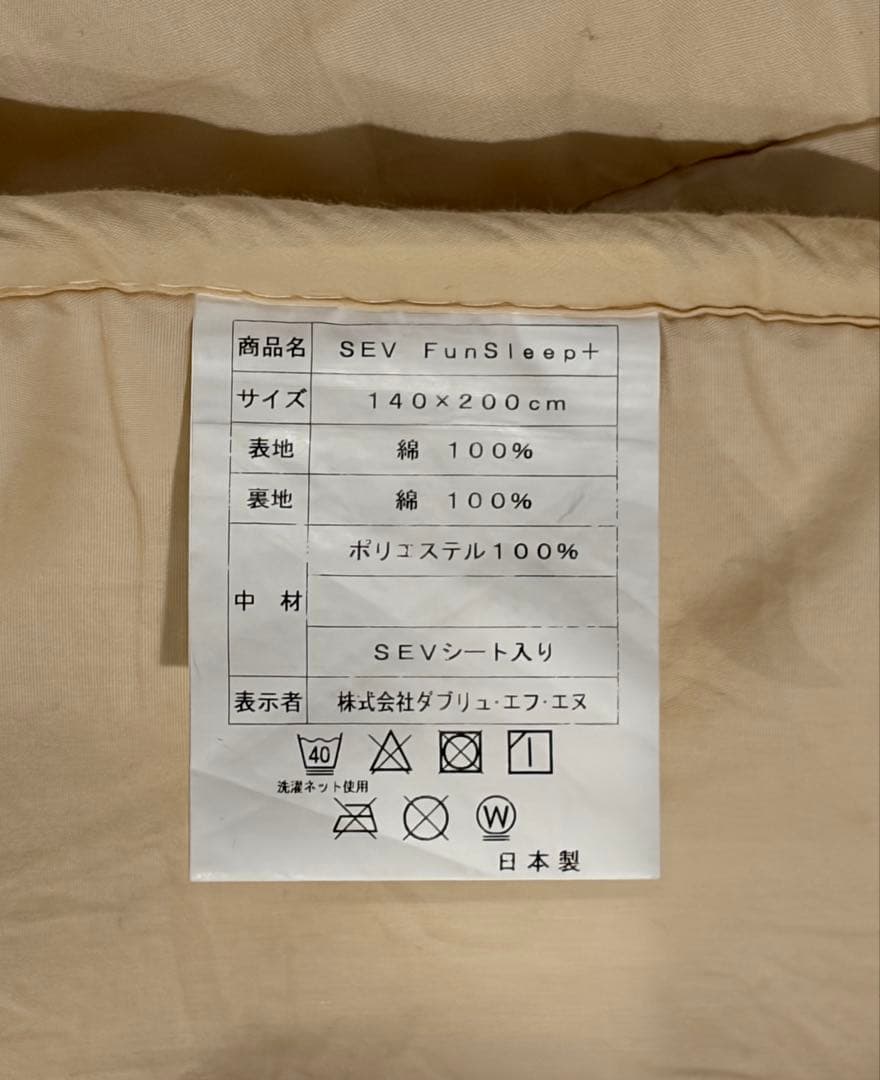 商品名 ＳＥＶ ＦｕｎＳｌｅｅｐ＋
サイズ １４０×２００ｃｍ
表地 綿 １００％
裏地 綿 １００％
中 材 ポリエステル１００％
ＳＥＶシート入り
表示者 株式会社ダブリュ・エフ・エヌ
40
洗濯ネット使用
W
日本製